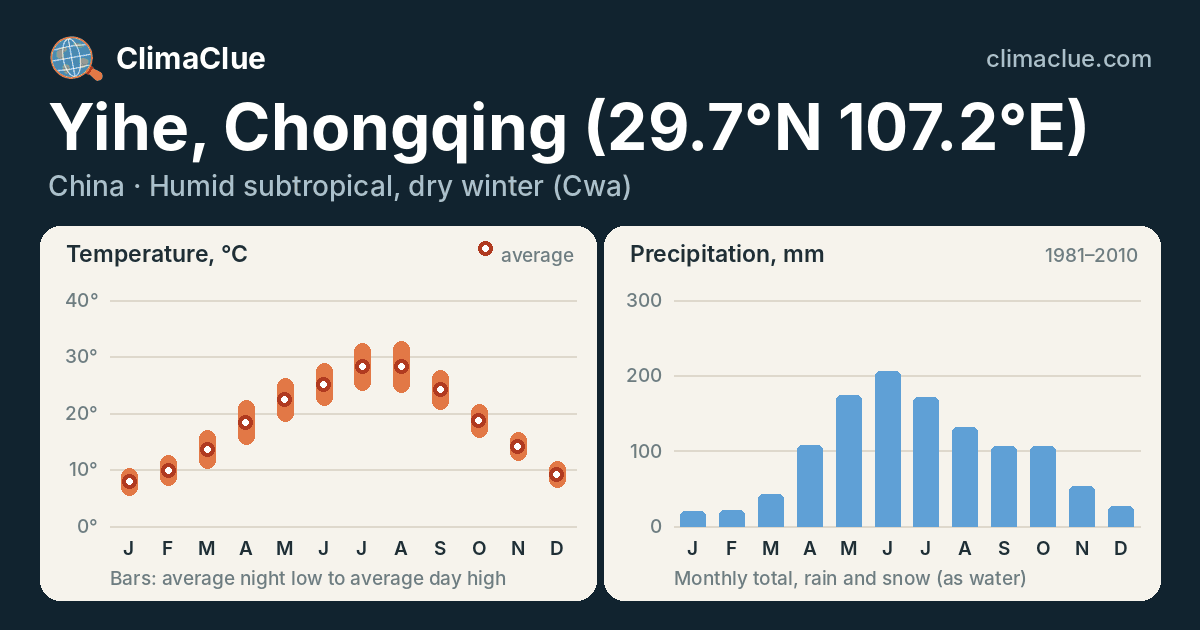 ClimaClue
climaclue.com
Yihe, Chongqing (29.7°N 107.2°E)
China · Humid subtropical, dry winter (Cwa)
Temperature, °C
average
40°
30°
20°
10°
0°
J F M A M J J A S O N D
Bars: average night low to average day high
Precipitation, mm
1981–2010
300
200
100
0
J F M A M J J A S O N D
Monthly total, rain and snow (as water)